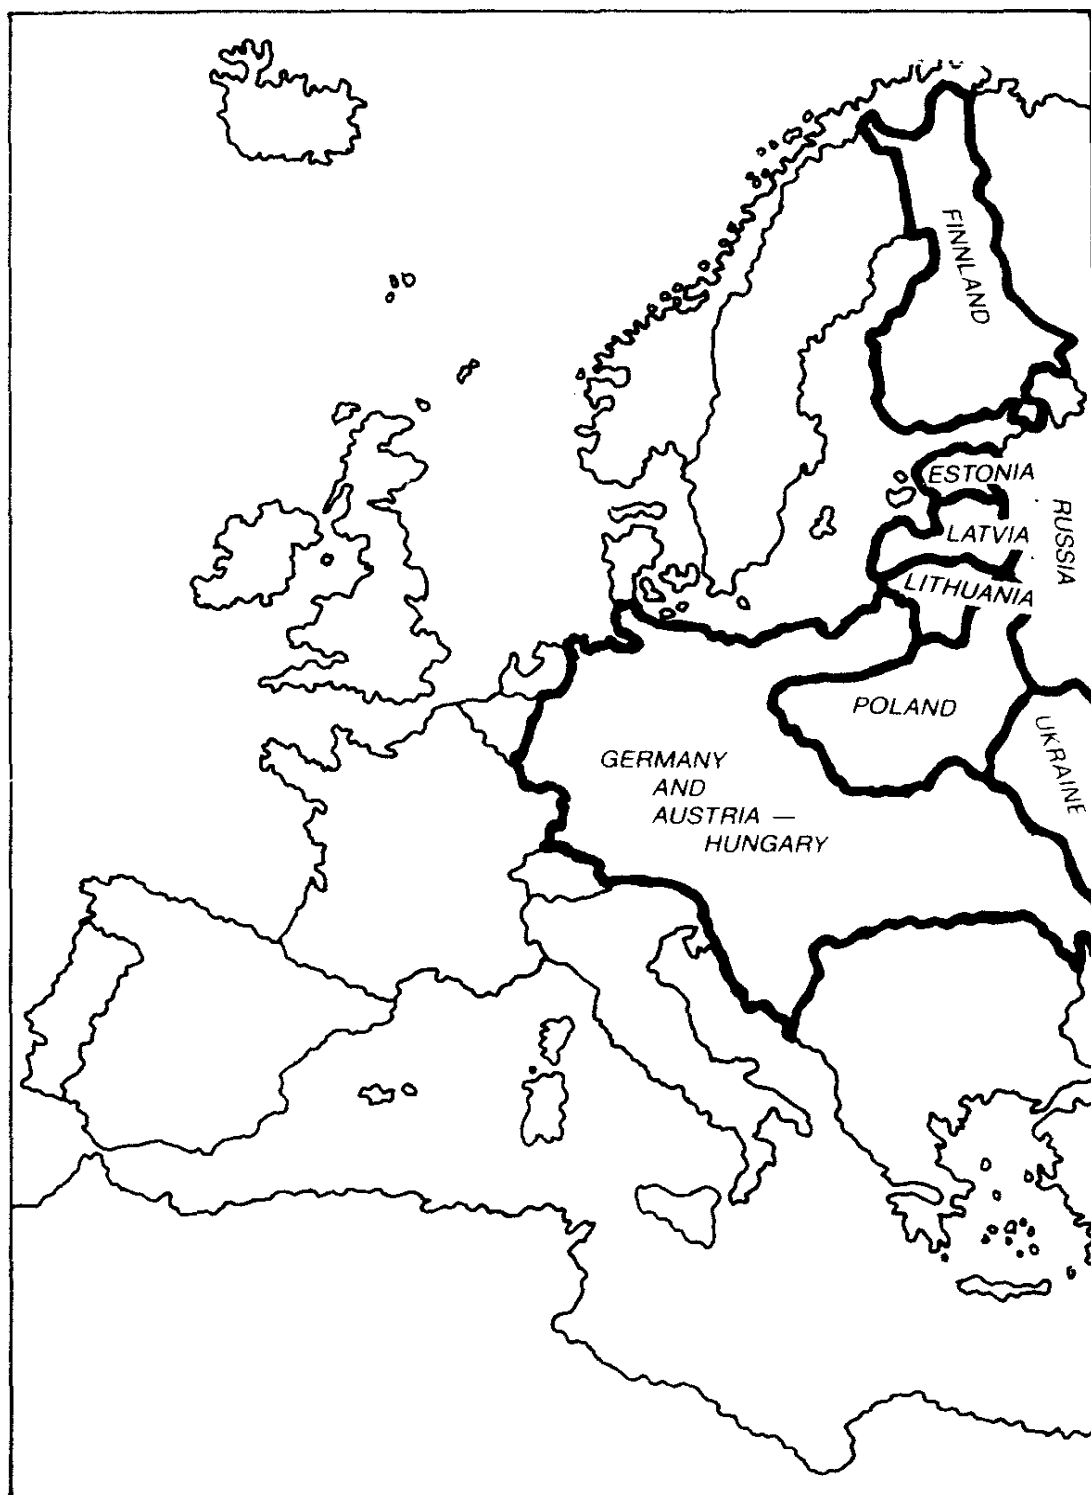 FINNLAND
ESTONIA
RUSSIA
LATVIA
LITHUANIA
POLAND
UKRAINE
GERMANY
AND
AUSTRIA —
HUNGARY